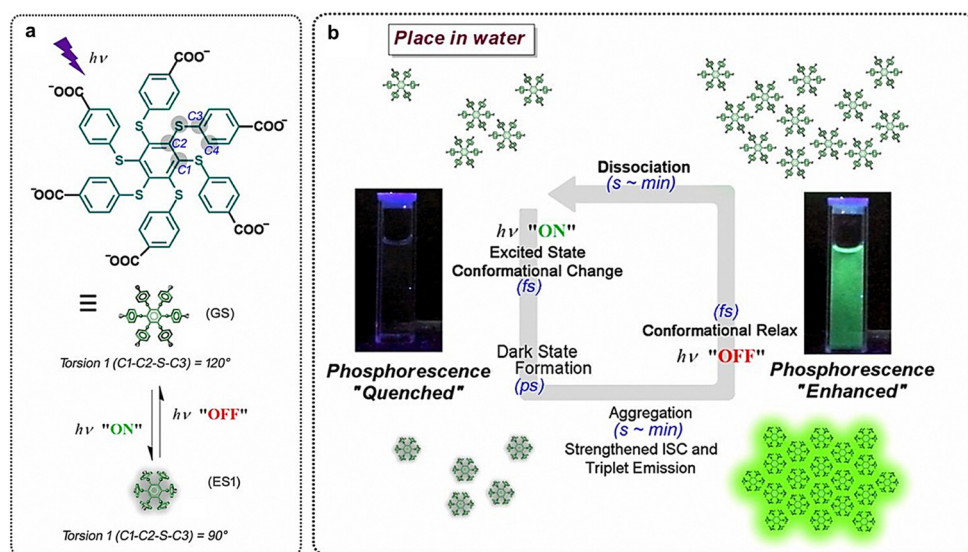 a
hν
COO⁻
⁻OOC
COO⁻
⁻OOC
COO⁻
⁻OOC
S
S
S
S
S
S
C3
C2
C4
C1
≡
(GS)
Torsion 1 (C1-C2-S-C3) = 120°
hν "ON"
hν "OFF"
(ES1)
Torsion 1 (C1-C2-S-C3) = 90°
b
Place in water
Dissociation
(s ~ min)
hν "ON"
Excited State
Conformational Change
(fs)
Dark State
Formation
(ps)
Phosphorescence
"Quenched"
(fs)
Conformational Relax
hν "OFF"
Phosphorescence
"Enhanced"
Aggregation
(s ~ min)
Strengthened ISC and
Triplet Emission